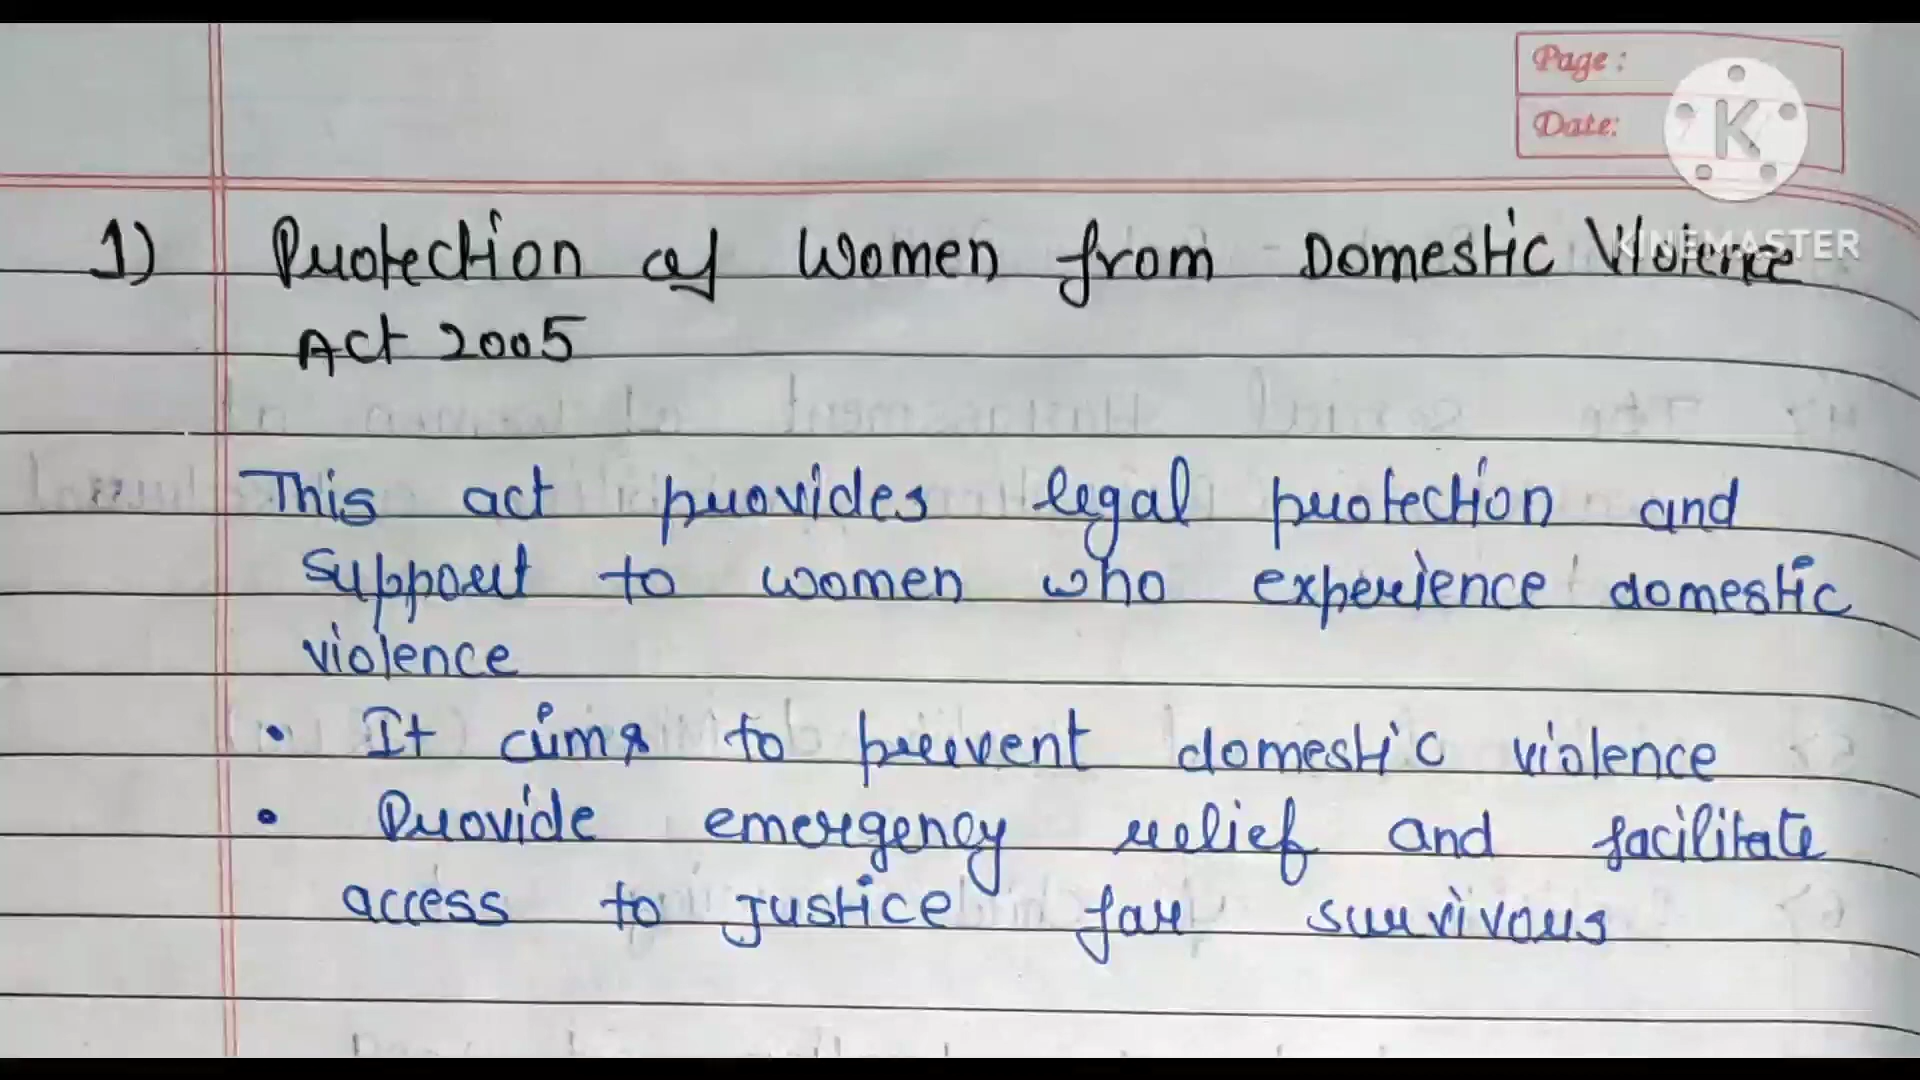 Page:
Date:
K
KINEMASTER
1) Protection of Women from Domestic Violence
Act 2005
This act provides legal protection and
support to women who experience domestic
violence
• It aims to prevent domestic violence
• Provide emergency relief and facilitate
access to justice for survivors